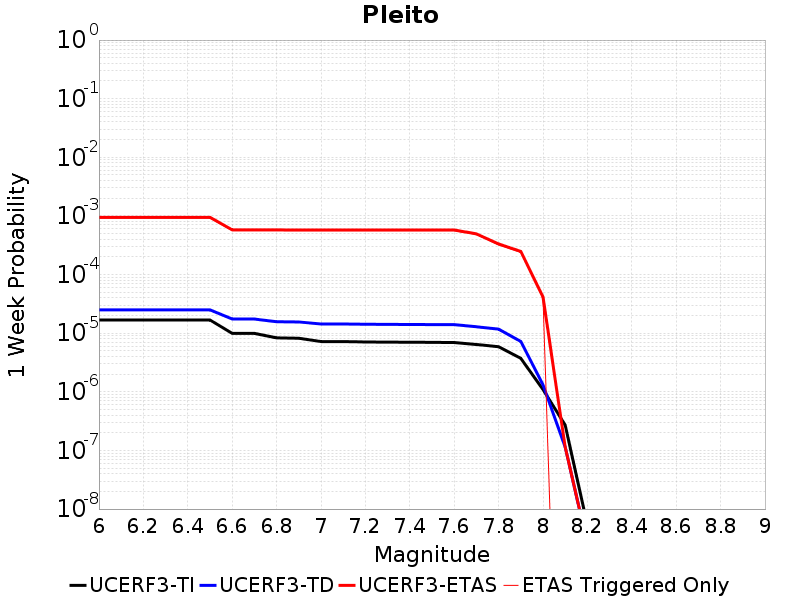 Pleito
1 Week Probability
10^0
10^-1
10^-2
10^-3
10^-4
10^-5
10^-6
10^-7
10^-8
6 6.2 6.4 6.6 6.8 7 7.2 7.4 7.6 7.8 8 8.2 8.4 8.6 8.8 9
Magnitude
UCERF3-TI UCERF3-TD UCERF3-ETAS ETAS Triggered Only